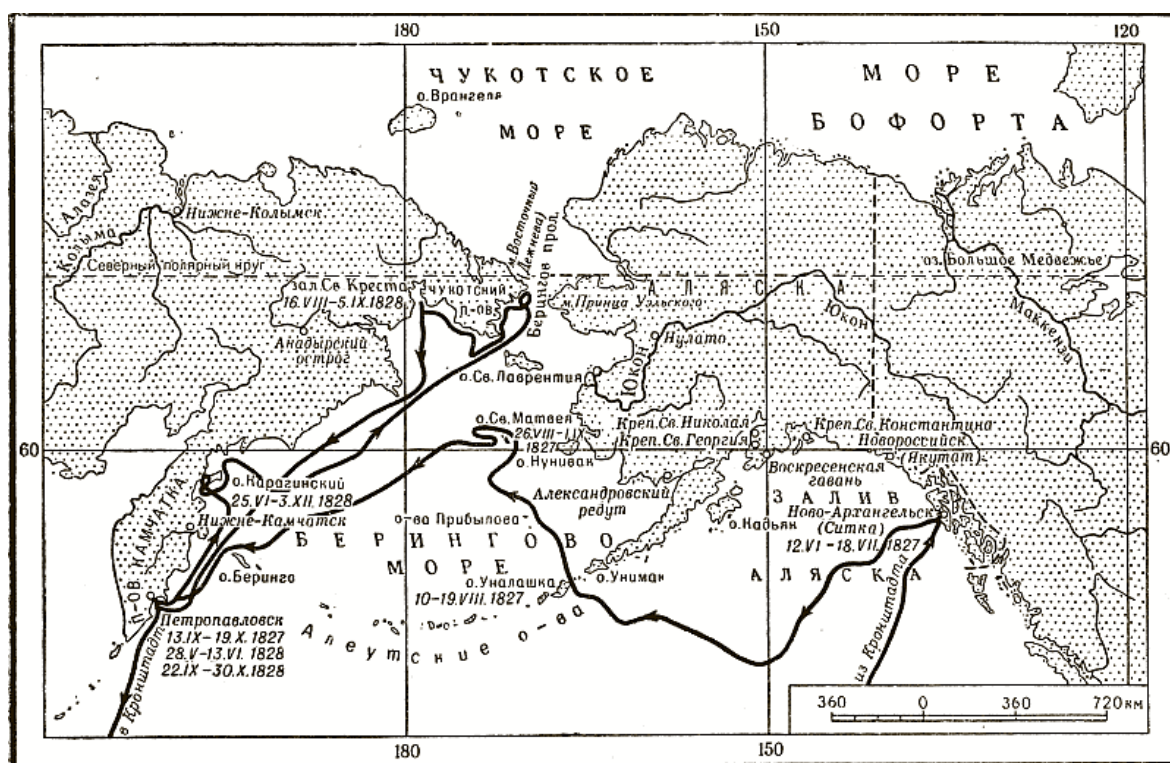 180
150
120
ЧУКОТСКОЕ
МОРЕ
МОРЕ
БОФОРТА
о.Врангеля
Алазея
Нижне-Колымск
Колыма
Северный полярный круг
зал.Св Креста
16.VIII–5.IX.1828
ЧУКОТСКИЙ
П-ОВ
м.Восточный
(Дежнева)
Берингов прол.
АЛЯСКА
м.Принца Уэльского
оз.Большое Медвежье
Юкон
Маккензи
Анадырский
острог
Нулато
Юкон
о.Св.Лаврентия
о.Св.Матвея
26.VIII–1.IX
1827
о.Нунивак
Креп.Св.Николая
Креп.Св.Георгия
Креп.Св.Константина
Новороссийск
(Якутат)
60
60
о.Карагинский
25.VI–3.XII.1828
Воскресенская
гавань
П-ОВ. КАМЧАТКА
Нижне-Камчатск
Александровский
редут
ЗАЛИВ
Ново-Архангельск
(Ситка)
12.VI–18.VII.1827
о.Кадьяк
о-ва Прибылова
БЕРИНГОВО
МОРЕ
о.Беринга
о.Уналашка
10–19.VIII.1827
о.Унимак
АЛЯСКА
Петропавловск
13.IX–19.X.1827
28.V–13.VI.1828
22.IX–30.X.1828
Алеутские о-ва
в Кронштадт
из Кронштадта
360
0
360
720 км
180
150